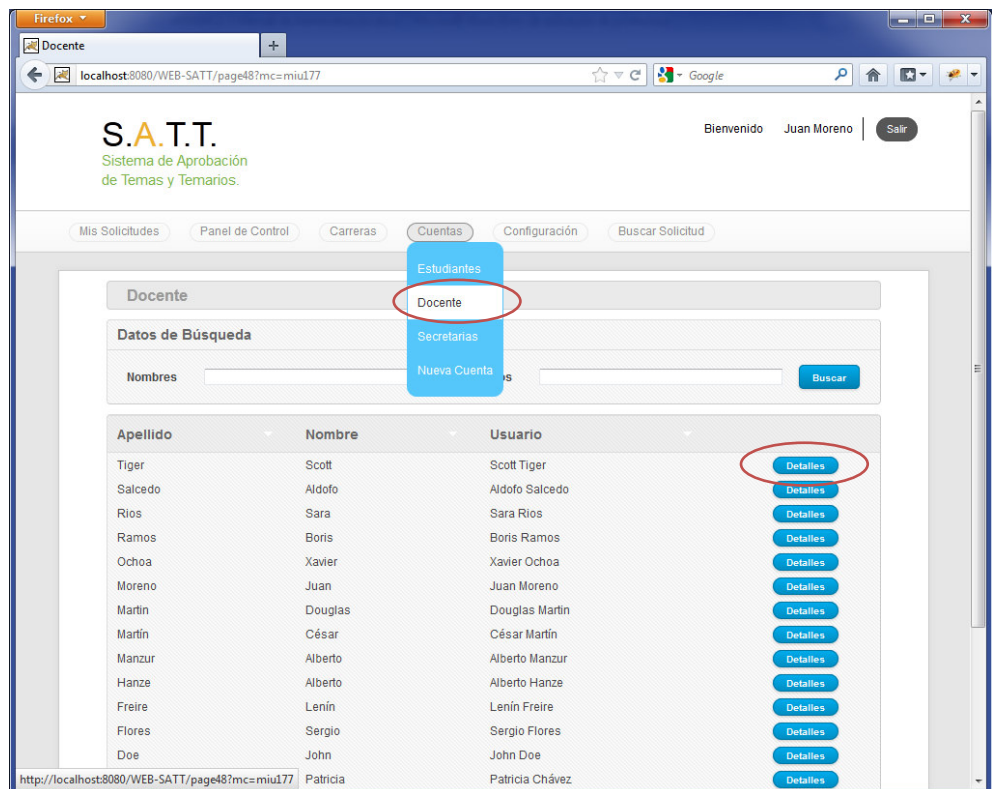 Firefox
Docente
localhost:8080/WEB-SATT/page48?mc=miu177
Google
S.A.T.T.
Sistema de Aprobación
de Temas y Temarios.
Bienvenido Juan Moreno Salir
Mis Solicitudes Panel de Control Carreras Cuentas Configuración Buscar Solicitud
Estudiantes
Docente
Secretarias
Nueva Cuenta
Docente
Datos de Búsqueda
Nombres os Buscar
Apellido Nombre Usuario
Tiger Scott Scott Tiger Detalles
Salcedo Aldofo Aldofo Salcedo Detalles
Rios Sara Sara Rios Detalles
Ramos Boris Boris Ramos Detalles
Ochoa Xavier Xavier Ochoa Detalles
Moreno Juan Juan Moreno Detalles
Martin Douglas Douglas Martin Detalles
Martín César César Martín Detalles
Manzur Alberto Alberto Manzur Detalles
Hanze Alberto Alberto Hanze Detalles
Freire Lenín Lenín Freire Detalles
Flores Sergio Sergio Flores Detalles
Doe John John Doe Detalles
http://localhost:8080/WEB-SATT/page48?mc=miu177 Patricia Patricia Chávez Detalles